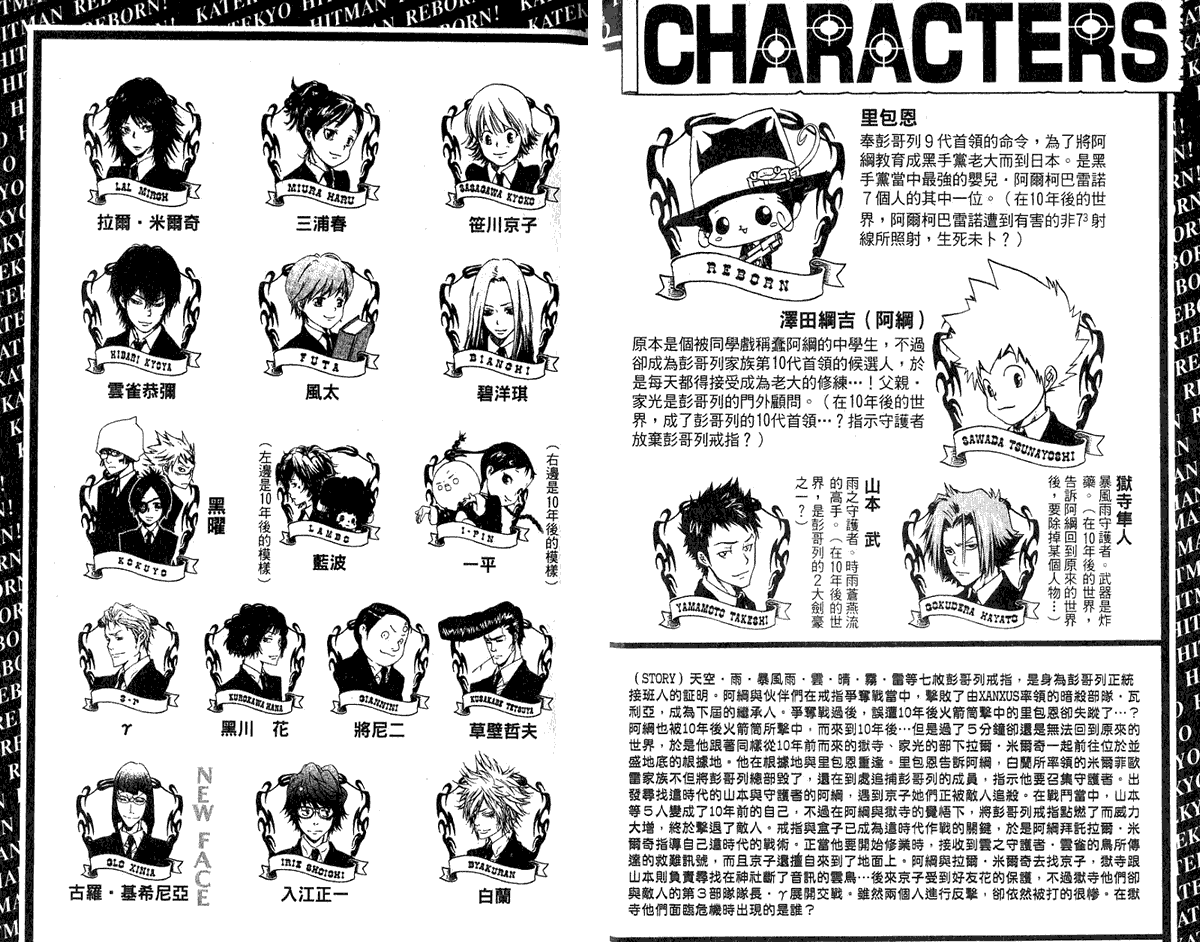 KATEKYO HITMAN REBORN!
CHARACTERS
里包恩
奉彭哥列9代首領的命令，為了將阿
綱教育成黑手黨老大而到日本。是黑
手黨當中最強的嬰兒・阿爾柯巴雷諾
7個人的其中一位。（在10年後的世
界，阿爾柯巴雷諾遭到有害的非7³射
線所照射，生死未卜？）
REBORN
澤田綱吉（阿綱）
原本是個被同學戲稱蠢阿綱的中學生，不過
卻成為彭哥列家族第10代首領的候選人，於
是每天都得接受成為老大的修練…！父親・
家光是彭哥列的門外顧問。（在10年後的世
界，成了彭哥列的10代首領…？指示守護者
放棄彭哥列戒指？）
SAWADA TSUNAYOSHI
獄寺隼人
暴風雨守護者。武器是炸
藥。（在10年後的世界，
告訴阿綱回到原來的世界
後，要除掉某個人物…）
GOKUDERA HAYATO
山本　武
雨之守護者。時雨蒼燕流
的高手。（在10年後的世
界，是彭哥列的2大劍豪
之一？）
YAMAMOTO TAKESHI
（STORY）天空・雨・暴風雨・雲・晴・霧・雷等七枚彭哥列戒指，是身為彭哥列正統
接班人的証明。阿綱與伙伴們在戒指爭奪戰當中，擊敗了由XANXUS率領的暗殺部隊・瓦
利亞，成為下屆的繼承人。爭奪戰過後，誤遭10年後火箭筒擊中的里包恩卻失蹤了…？
阿綱也被10年後火箭筒所擊中，而來到10年後…但是過了5分鐘卻還是無法回到原來的
世界，於是他跟著同樣從10年前而來的獄寺、家光的部下拉爾・米爾奇一起前往位於並
盛地底的根據地。他在根據地與里包恩重逢。里包恩告訴阿綱，白蘭所率領的米爾菲歐
雷家族不但將彭哥列總部毀了，還在到處追捕彭哥列的成員，指示他要召集守護者。出
發尋找這時代的山本與守護者的阿綱，遇到京子她們正被敵人追殺。在戰鬥當中，山本
等5人變成了10年前的自己，不過在阿綱與獄寺的覺悟下，將彭哥列戒指點燃了而威力
大增，終於擊退了敵人。戒指與盒子已成為這時代作戰的關鍵，於是阿綱拜託拉爾・米
爾奇指導自己這時代的戰術。正當他要開始修業時，接收到雲之守護者・雲雀的鳥所傳
達的救難訊號，而且京子還擅自來到了地面上。阿綱與拉爾・米爾奇去找京子，獄寺跟
山本則負責尋找在神社斷了音訊的雲鳥…後來京子受到好友花的保護，不過獄寺他們卻
與敵人的第3部隊隊長・γ展開交戰。雖然兩個人進行反擊，卻依然被打的很慘。在獄
寺他們面臨危機時出現的是誰？
LAL MIRCH
拉爾・米爾奇
MIURA HARU
三浦春
SASAGAWA KYOKO
笹川京子
HIBARI KYOYA
雲雀恭彌
FUTA
風太
BIANCHI
碧洋琪
KOKUYO
黑曜
LAMBO
藍波
（左邊是10年後的模樣）
I-PIN
一平
（右邊是10年後的模樣）
γ
KUROKAWA HANA
黑川　花
GIANNINI
將尼二
KUSAKABE TETSUYA
草壁哲夫
NEW FACE
GLO XINIA
古羅・基希尼亞
IRIE SHOICHI
入江正一
BYAKURAN
白蘭